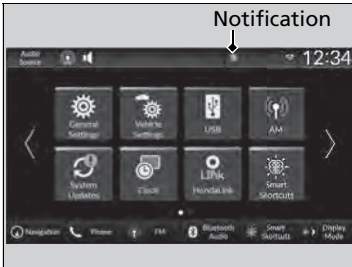 Notification
Audio
Source
12:34
General
Settings
Vehicle
Settings
USB
AM
System
Updates
Clock
LINK
HondaLink
Smart
Shortcuts
Navigation
Phone
FM
Bluetooth
Audio
Smart
Shortcuts
Display
Mode